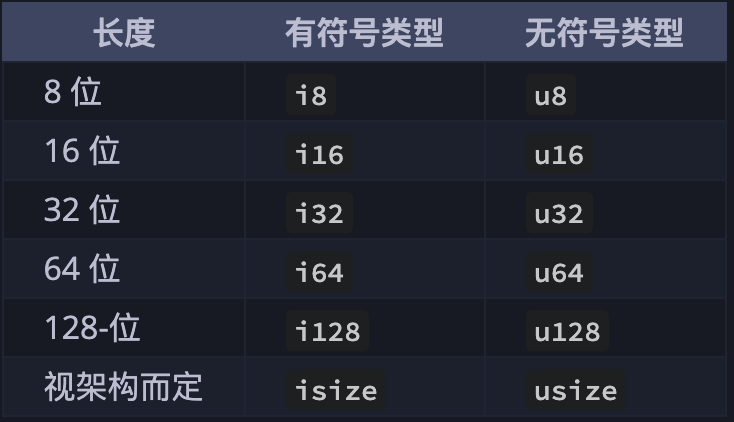 长度 有符号类型 无符号类型
8 位 i8 u8
16 位 i16 u16
32 位 i32 u32
64 位 i64 u64
128-位 i128 u128
视架构而定 isize usize